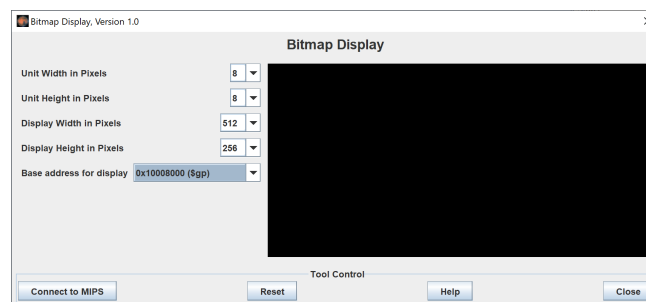 Bitmap Display, Version 1.0
Bitmap Display
Unit Width in Pixels 8
Unit Height in Pixels 8
Display Width in Pixels 512
Display Height in Pixels 256
Base address for display 0x10008000 ($gp)
Tool Control
Connect to MIPS Reset Help Close